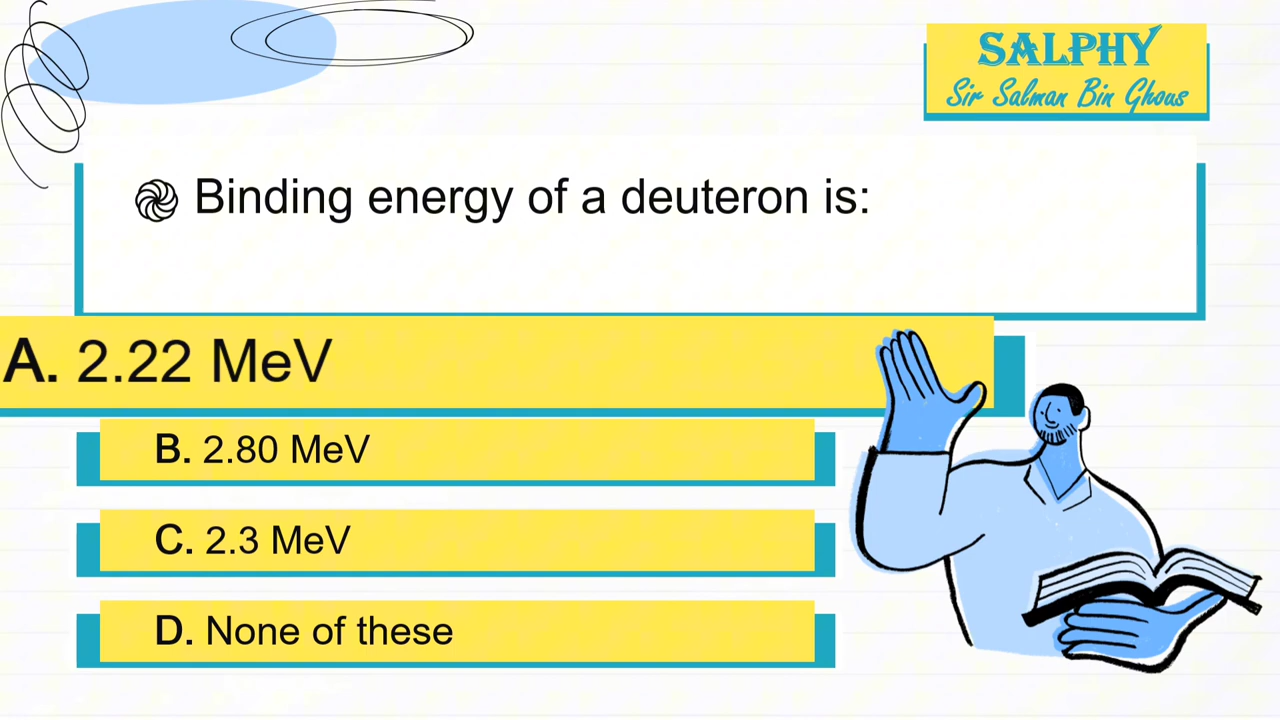 SALPHY
Sir Salman Bin Ghous
Binding energy of a deuteron is:
A. 2.22 MeV
B. 2.80 MeV
C. 2.3 MeV
D. None of these